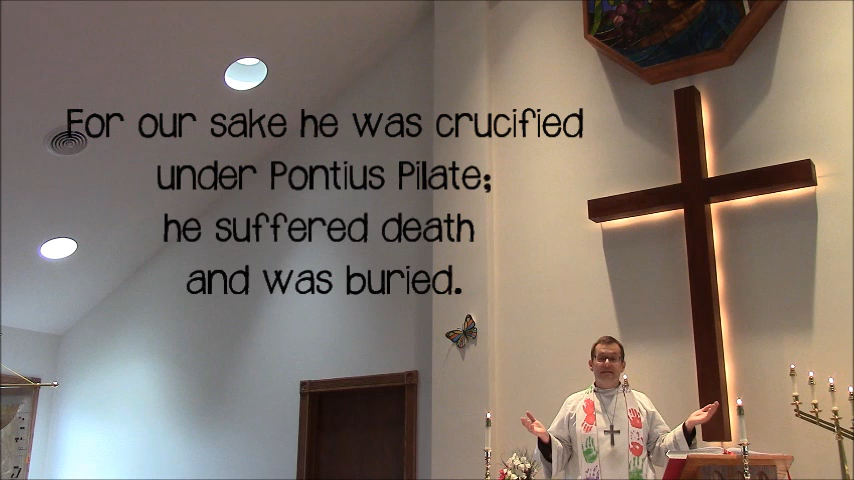 For our sake he was crucified
under Pontius Pilate;
he suffered death
and was buried.